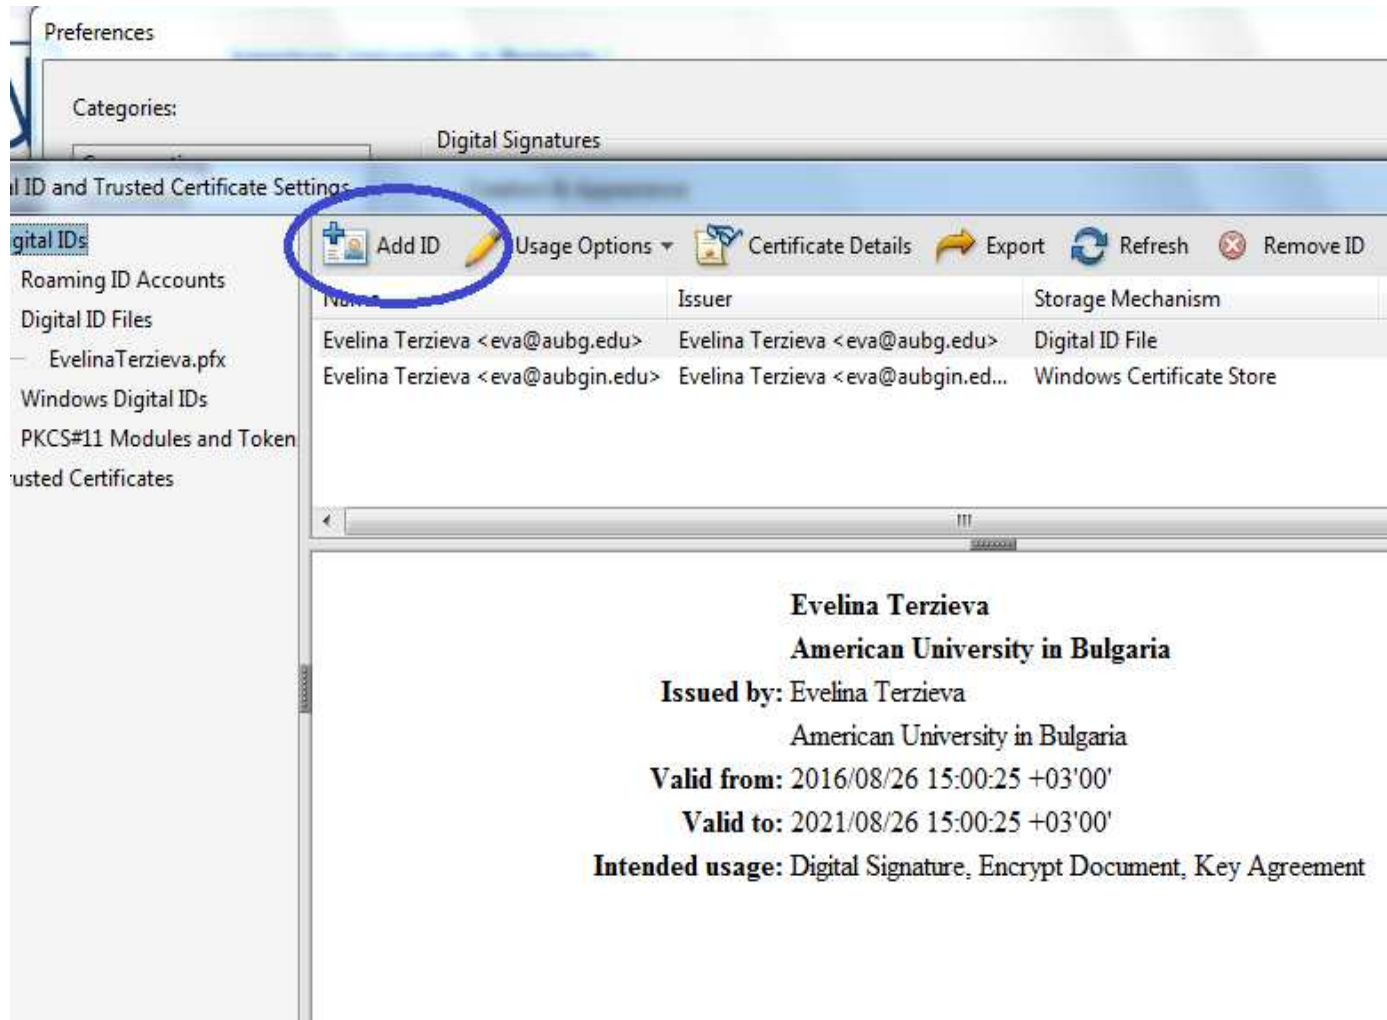 Preferences
Categories:
Digital Signatures
l ID and Trusted Certificate Settings
gital IDs
Roaming ID Accounts
Digital ID Files
EvelinaTerzieva.pfx
Windows Digital IDs
PKCS#11 Modules and Token
rusted Certificates
Add ID Usage Options Certificate Details Export Refresh Remove ID
Name Issuer Storage Mechanism
Evelina Terzieva <eva@aubg.edu> Evelina Terzieva <eva@aubg.edu> Digital ID File
Evelina Terzieva <eva@aubgin.edu> Evelina Terzieva <eva@aubgin.ed... Windows Certificate Store
Evelina Terzieva
American University in Bulgaria
Issued by: Evelina Terzieva
American University in Bulgaria
Valid from: 2016/08/26 15:00:25 +03'00'
Valid to: 2021/08/26 15:00:25 +03'00'
Intended usage: Digital Signature, Encrypt Document, Key Agreement